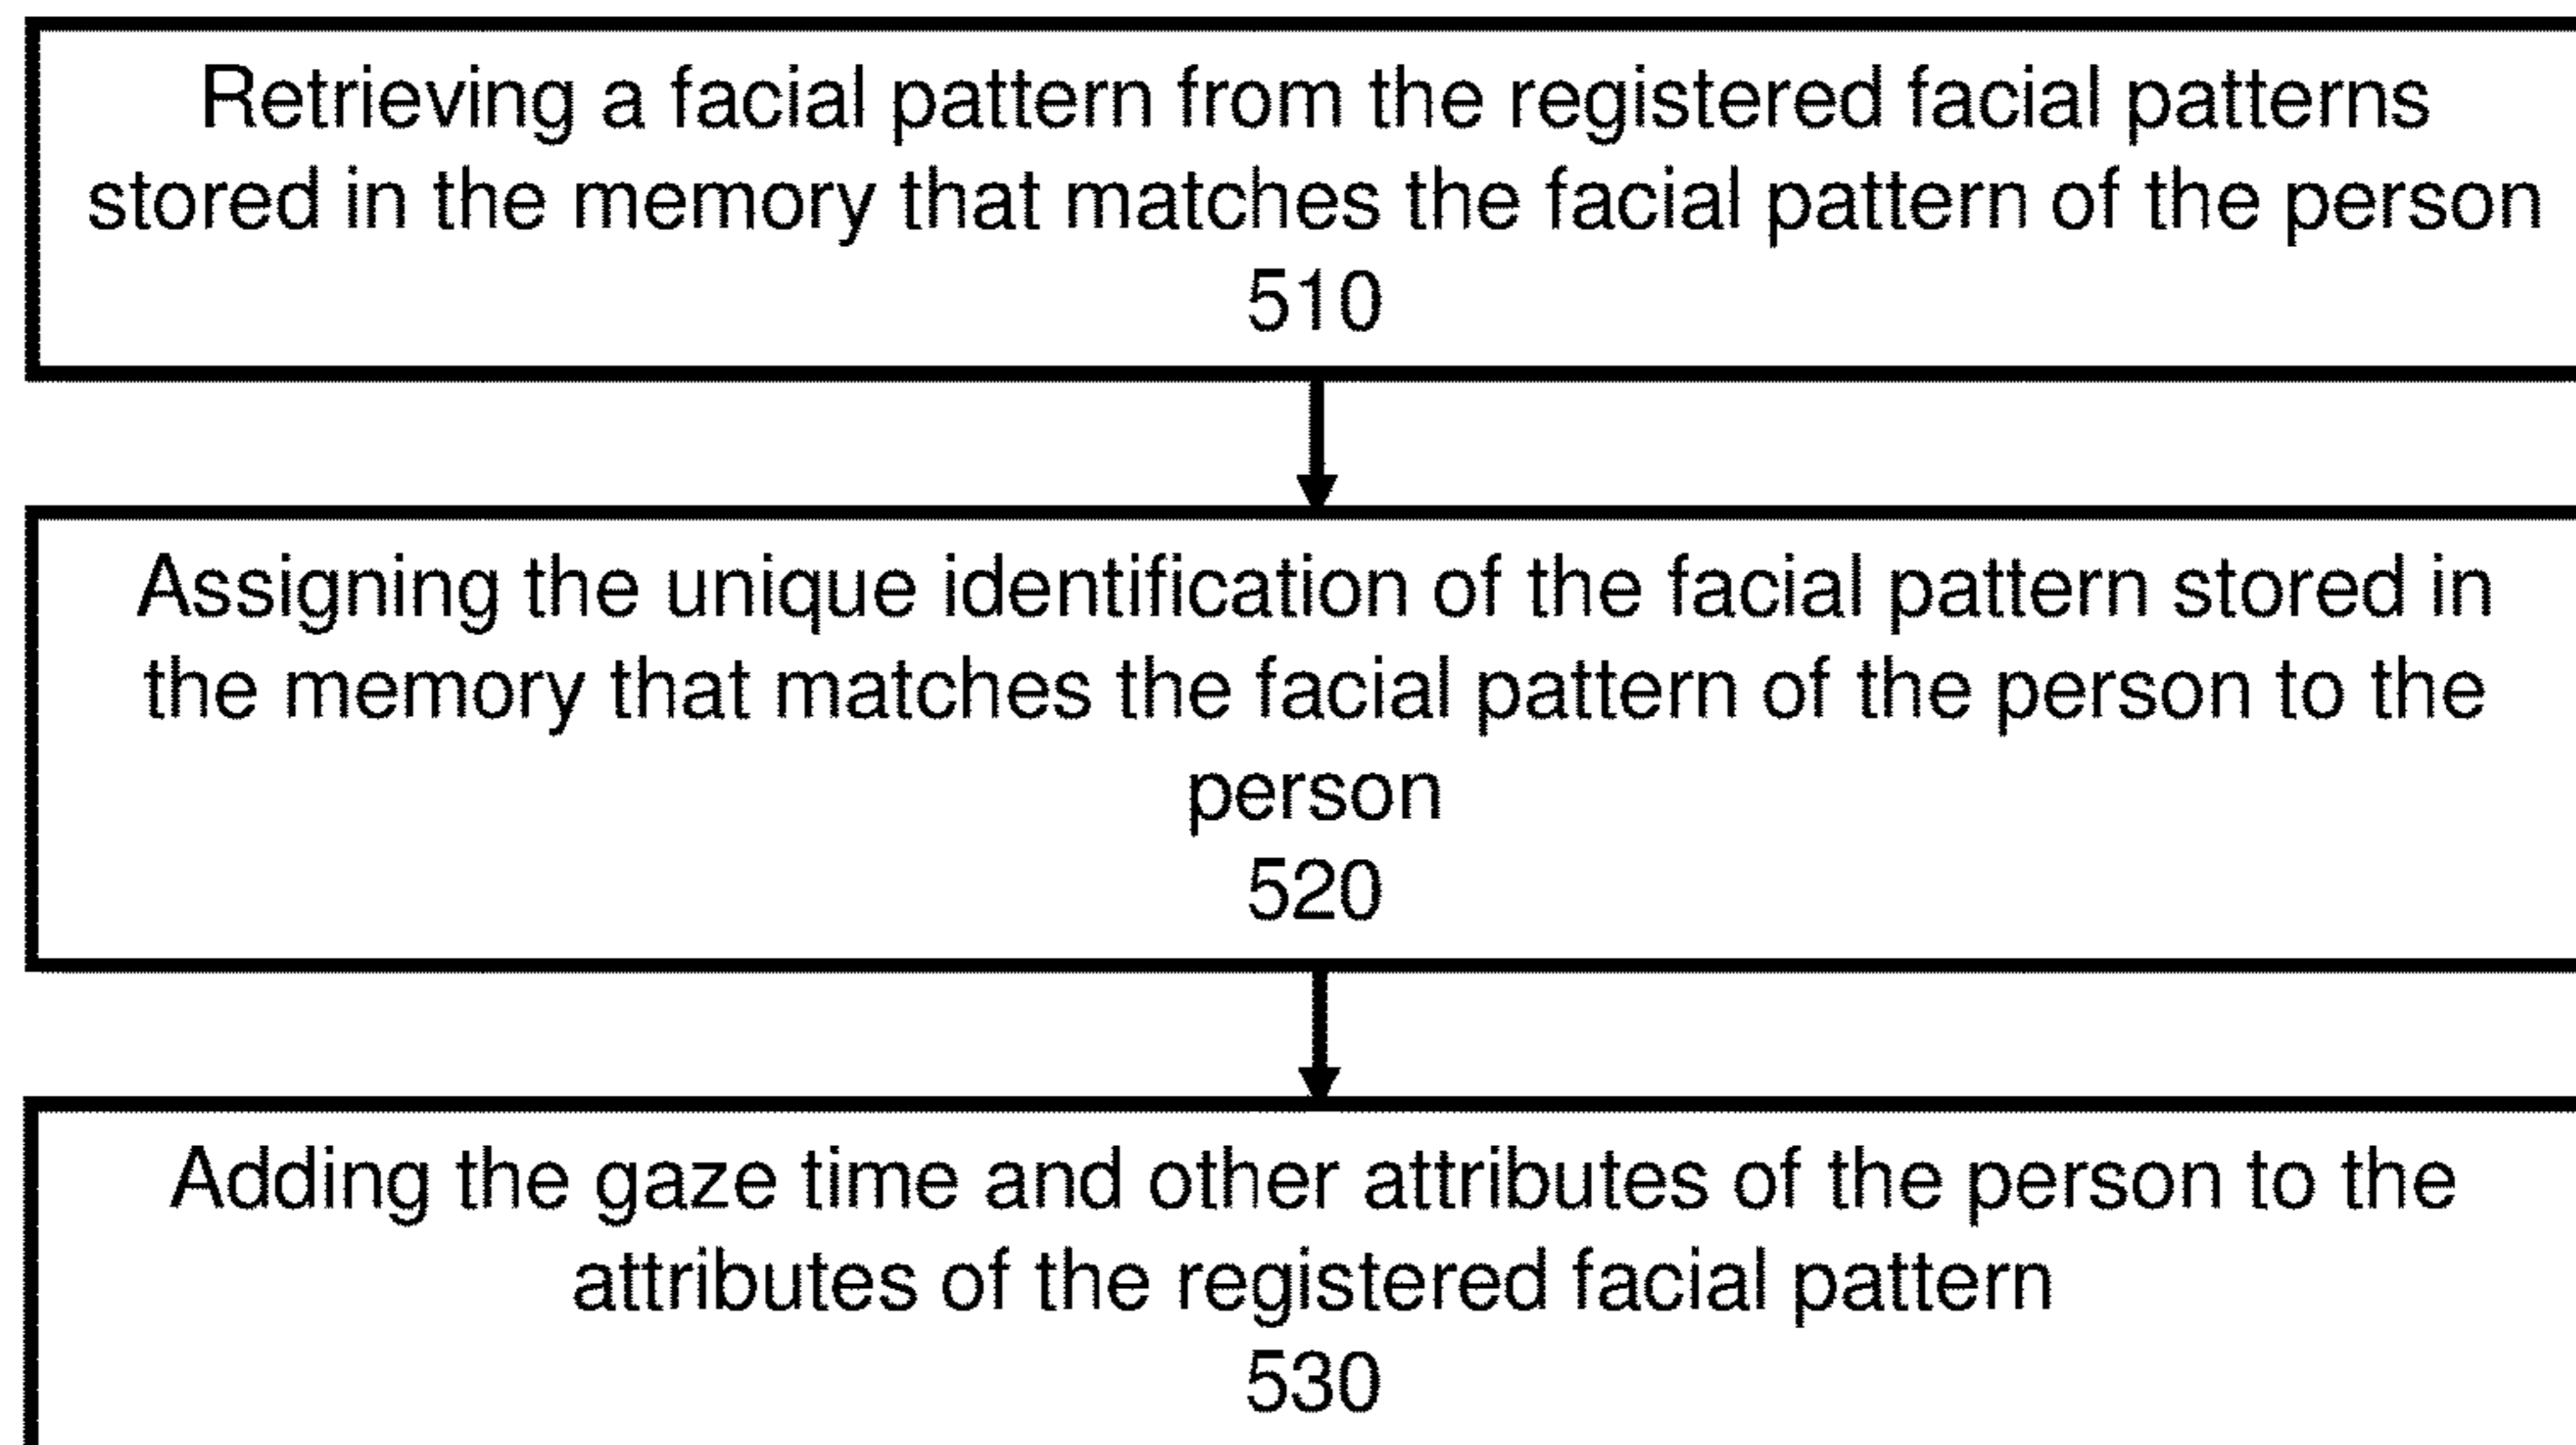 Retrieving a facial pattern from the registered facial patterns
stored in the memory that matches the facial pattern of the person
510
Assigning the unique identification of the facial pattern stored in
the memory that matches the facial pattern of the person to the
person
520
Adding the gaze time and other attributes of the person to the
attributes of the registered facial pattern
530